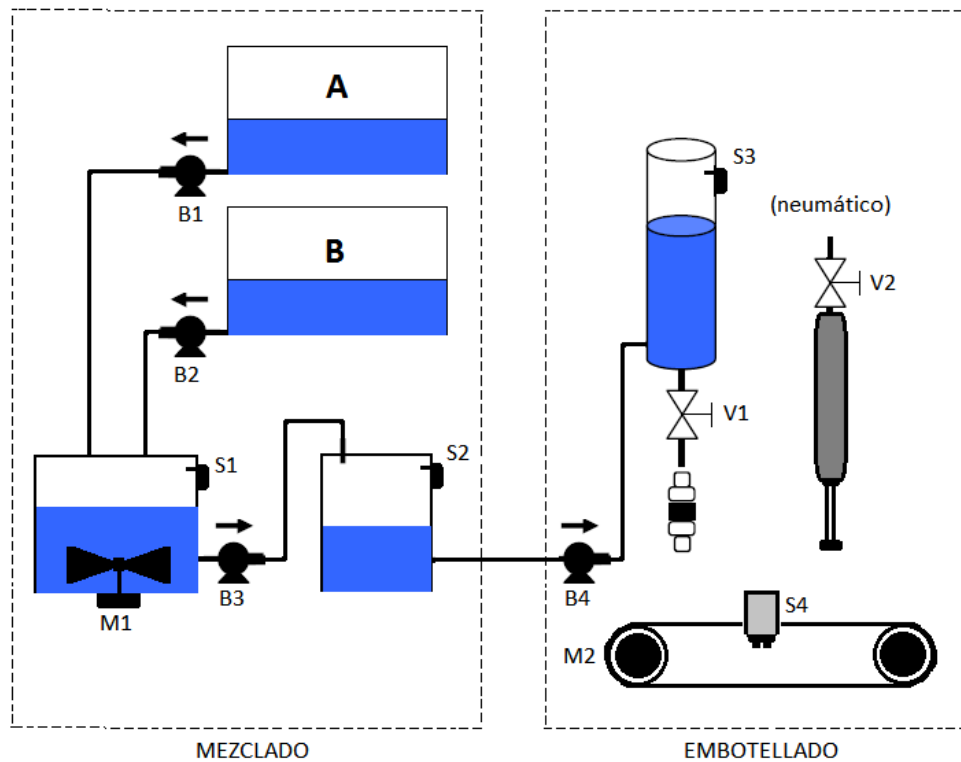 A
B1
B
B2
S1
S2
B3
M1
MEZCLADO
S3
(neumático)
V2
V1
B4
S4
M2
EMBOTELLADO